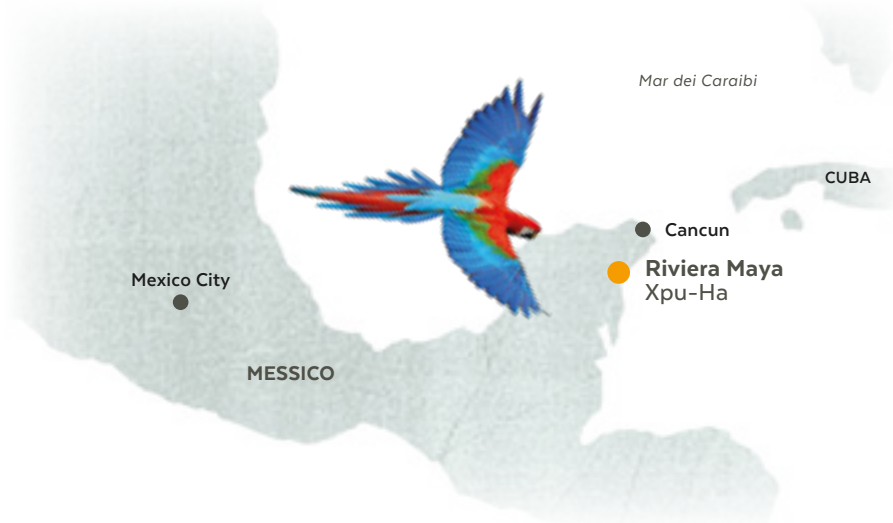 Mar dei Caraibi
CUBA
Cancun
Riviera Maya
Xpu-Ha
Mexico City
MESSICO